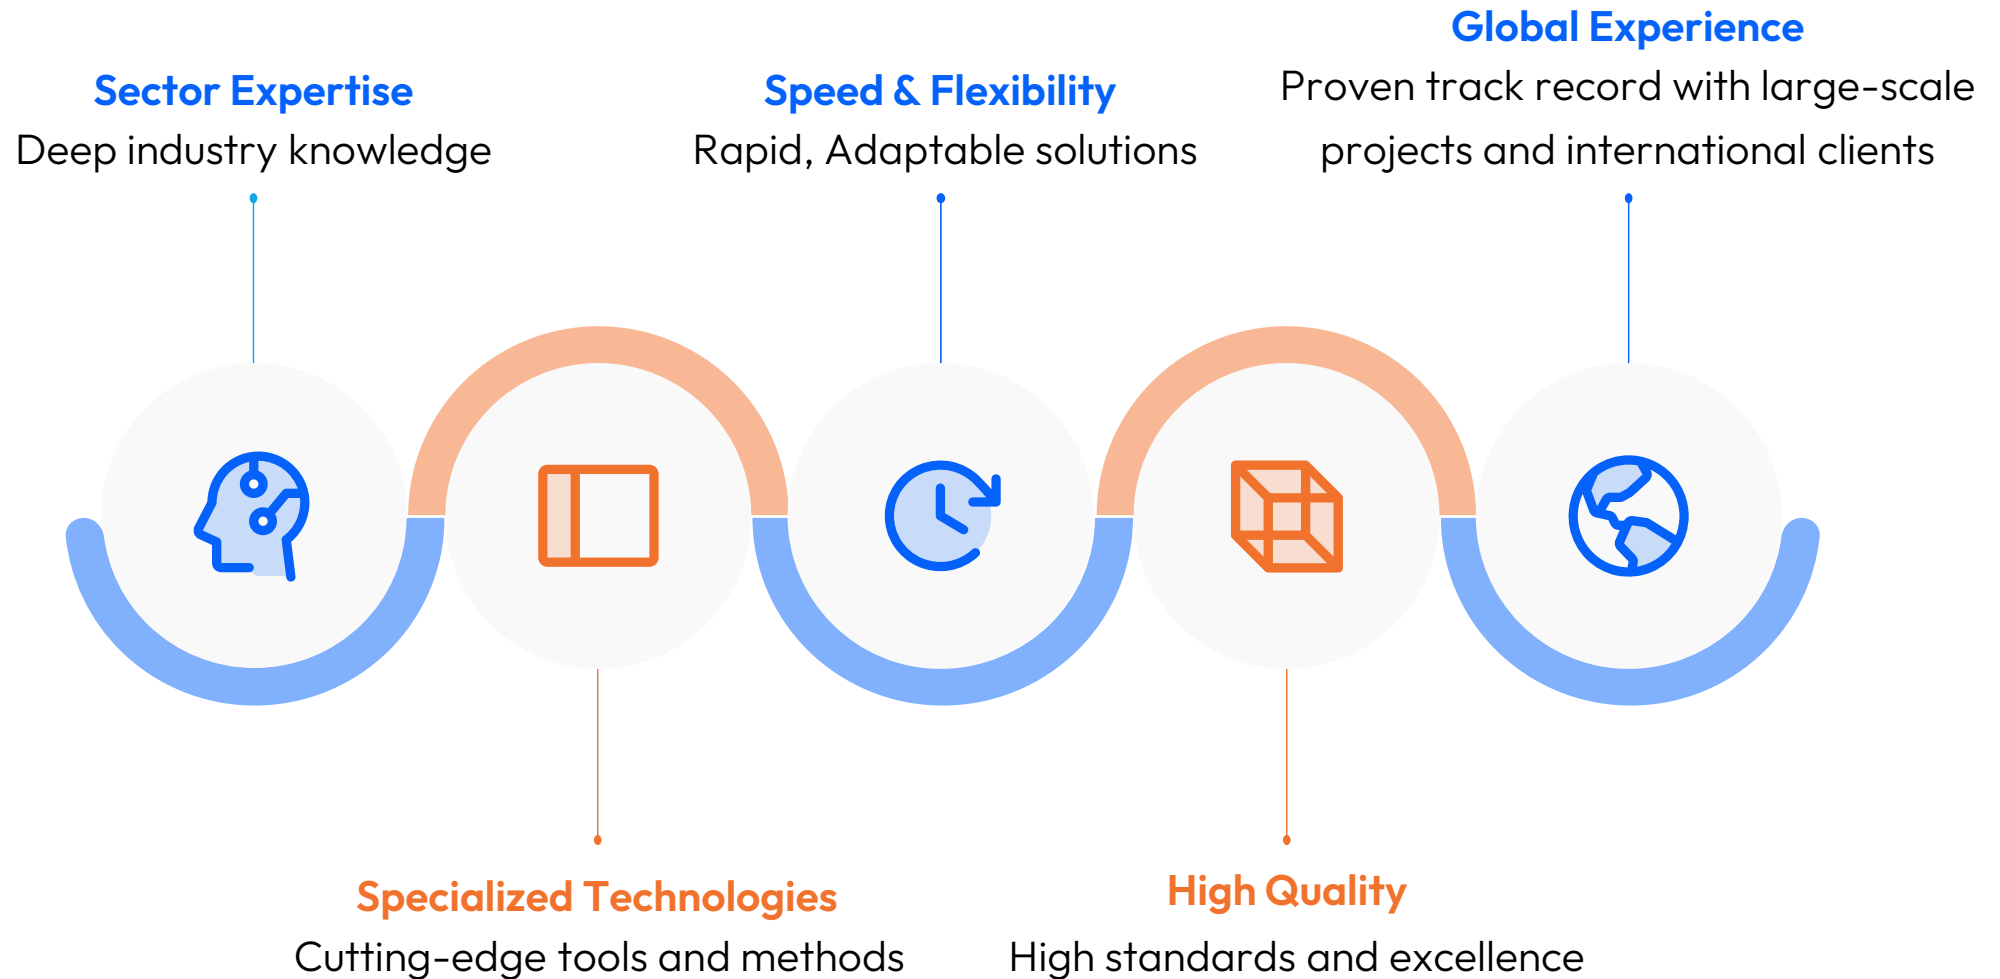 Sector Expertise
Deep industry knowledge
Specialized Technologies
Cutting-edge tools and methods
Speed & Flexibility
Rapid, Adaptable solutions
High Quality
High standards and excellence
Global Experience
Proven track record with large-scale
projects and international clients